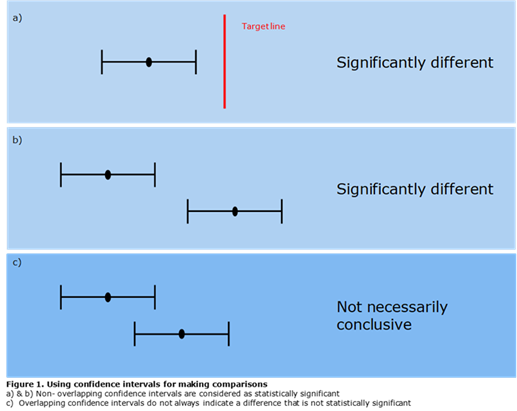 a)
Target line
Significantly different
b)
Significantly different
c)
Not necessarily
conclusive
Figure 1. Using confidence intervals for making comparisons
a) & b) Non- overlapping confidence intervals are considered as statistically significant
c) Overlapping confidence intervals do not always indicate a difference that is not statistically significant